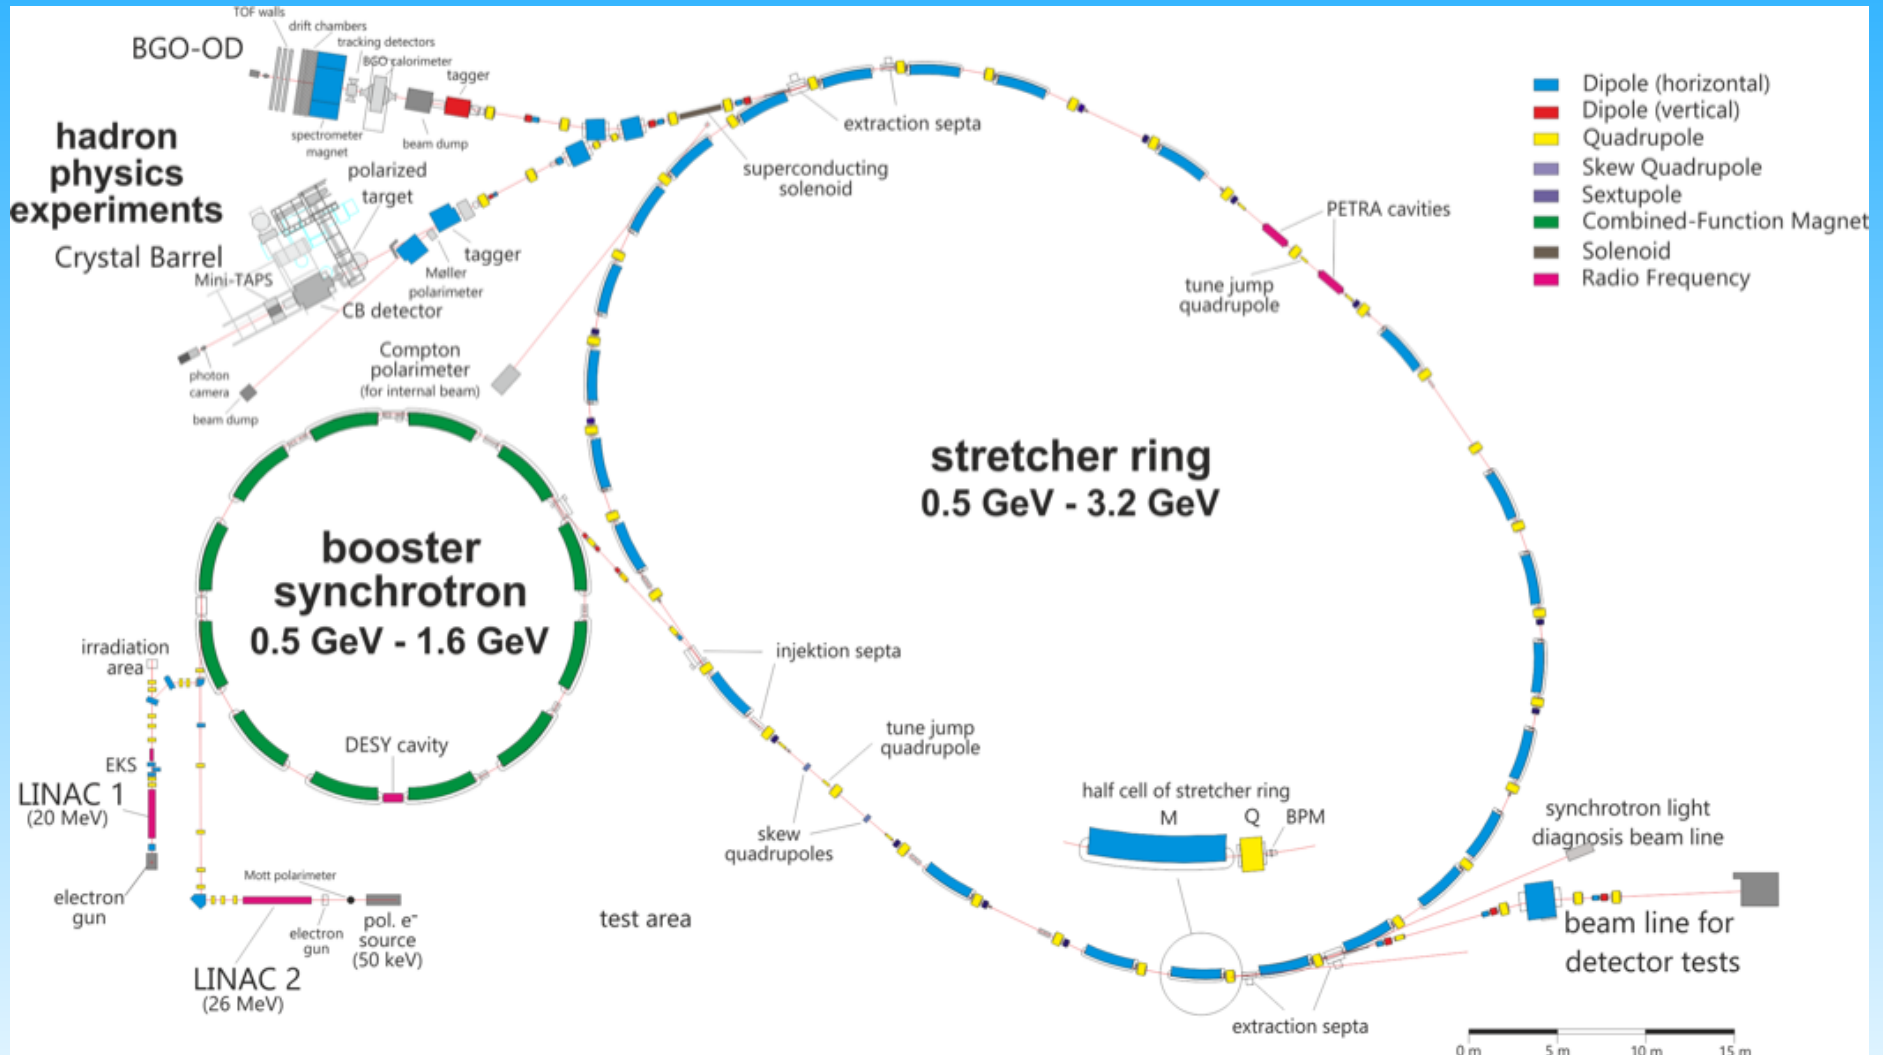 TOF walls
drift chambers
tracking detectors
BGO-OD
BGO calorimeter
tagger
spectrometer
magnet
beam dump
hadron
physics
experiments
polarized
target
Crystal Barrel
tagger
Mini-TAPS
Møller
polarimeter
CB detector
photon
camera
beam dump
Compton
polarimeter
(for internal beam)
extraction septa
superconducting
solenoid
PETRA cavities
tune jump
quadrupole
Dipole (horizontal)
Dipole (vertical)
Quadrupole
Skew Quadrupole
Sextupole
Combined-Function Magnet
Solenoid
Radio Frequency
stretcher ring
0.5 GeV - 3.2 GeV
booster
synchrotron
0.5 GeV - 1.6 GeV
irradiation
area
injektion septa
DESY cavity
tune jump
quadrupole
EKS
LINAC 1
(20 MeV)
skew
quadrupoles
half cell of stretcher ring
M
Q
BPM
synchrotron light
diagnosis beam line
electron
gun
Mott polarimeter
electron
gun
pol. e⁻
source
(50 keV)
test area
beam line for
detector tests
LINAC 2
(26 MeV)
extraction septa
0 m
5 m
10 m
15 m